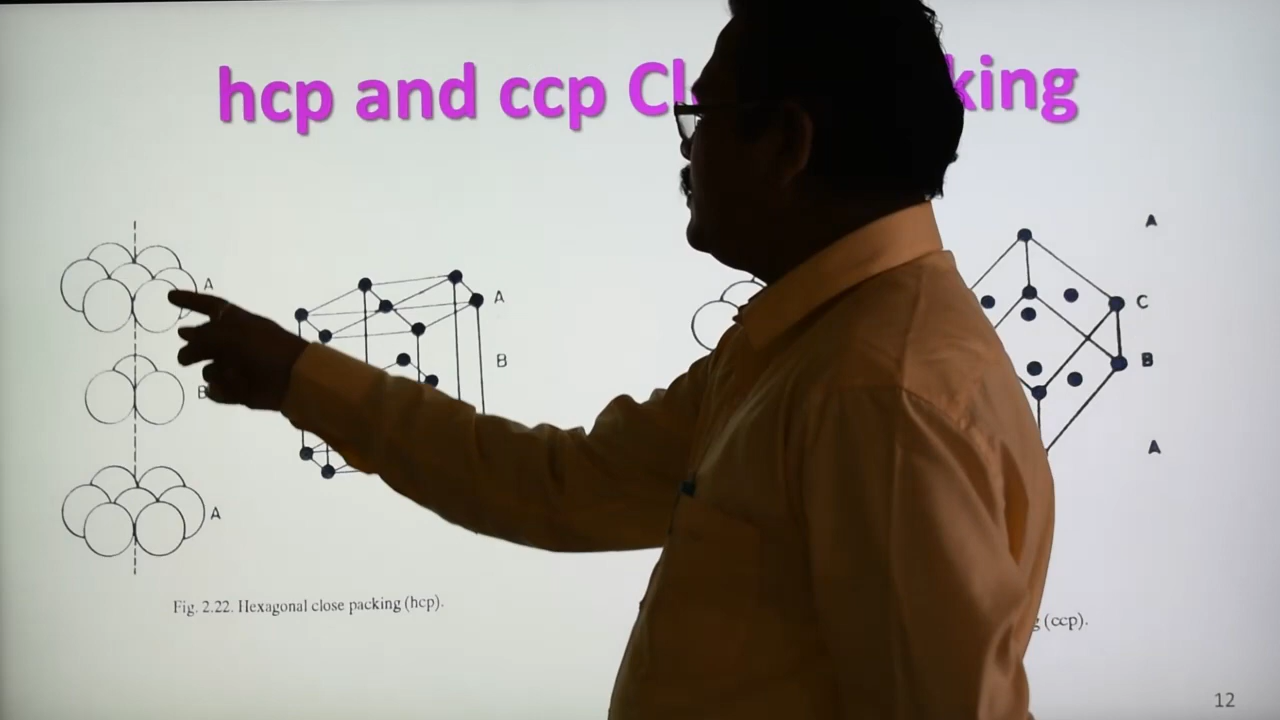 hcp and ccp Cl king
A
A
B
B
A
A
C
B
A
Fig. 2.22. Hexagonal close packing (hcp).
(ccp).
12